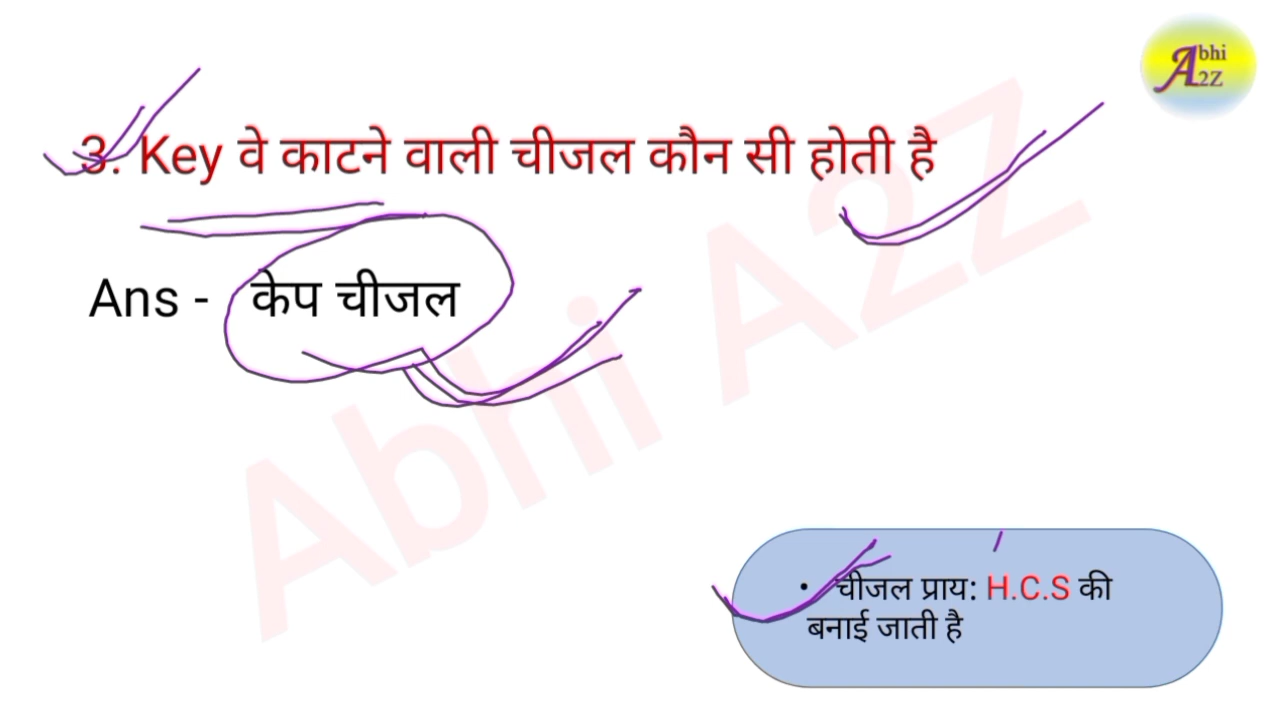 Abhi
A2Z
3. Key वे काटने वाली चीजल कौन सी होती है
Ans - केप चीजल
Abhi A2Z
• चीजल प्राय: H.C.S की
बनाई जाती है